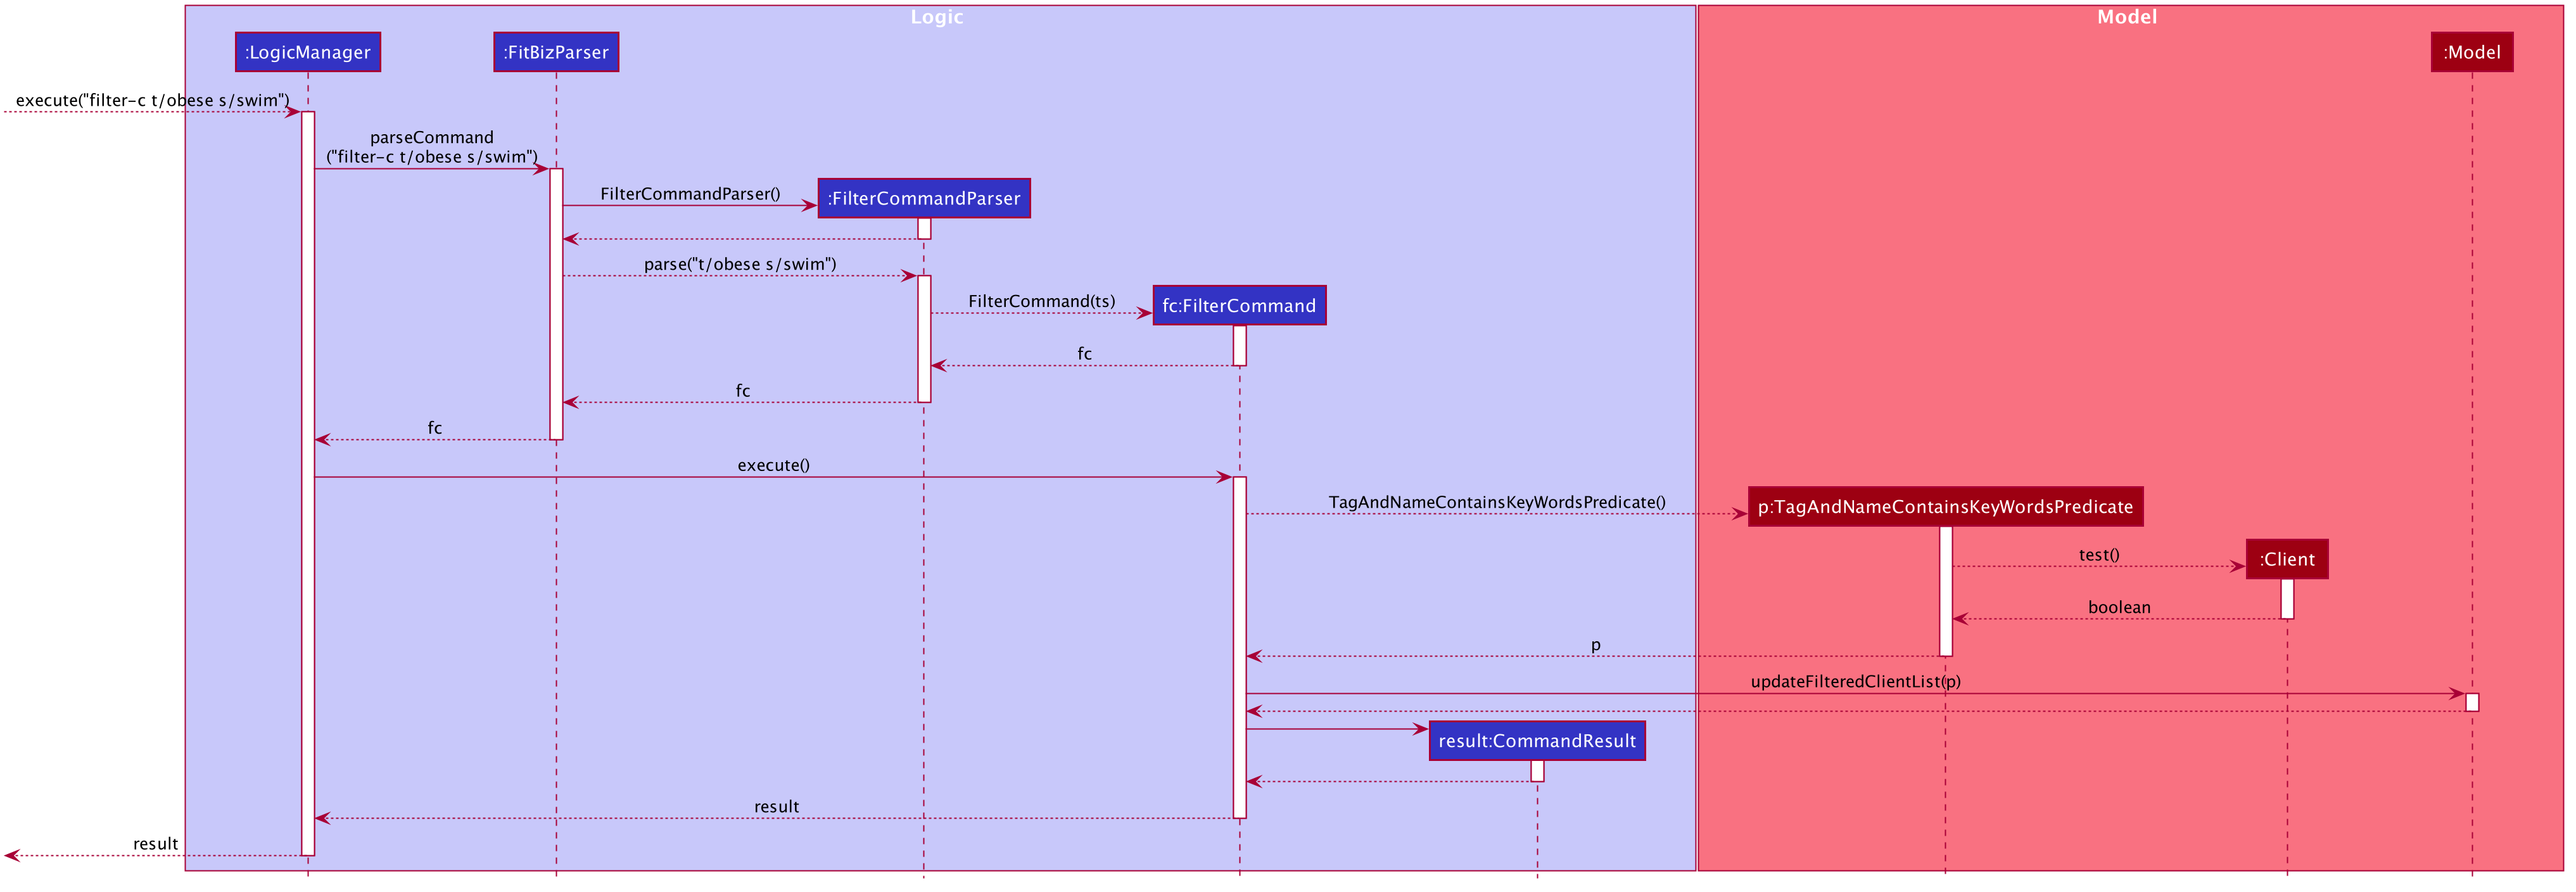 Logic
Model
:LogicManager
:FitBizParser
:Model
execute("filter-c t/obese s/swim")
parseCommand
("filter-c t/obese s/swim")
FilterCommandParser()
:FilterCommandParser
parse("t/obese s/swim")
FilterCommand(ts)
fc:FilterCommand
fc
fc
fc
execute()
TagAndNameContainsKeyWordsPredicate()
p:TagAndNameContainsKeyWordsPredicate
test()
:Client
boolean
p
updateFilteredClientList(p)
result:CommandResult
result
result